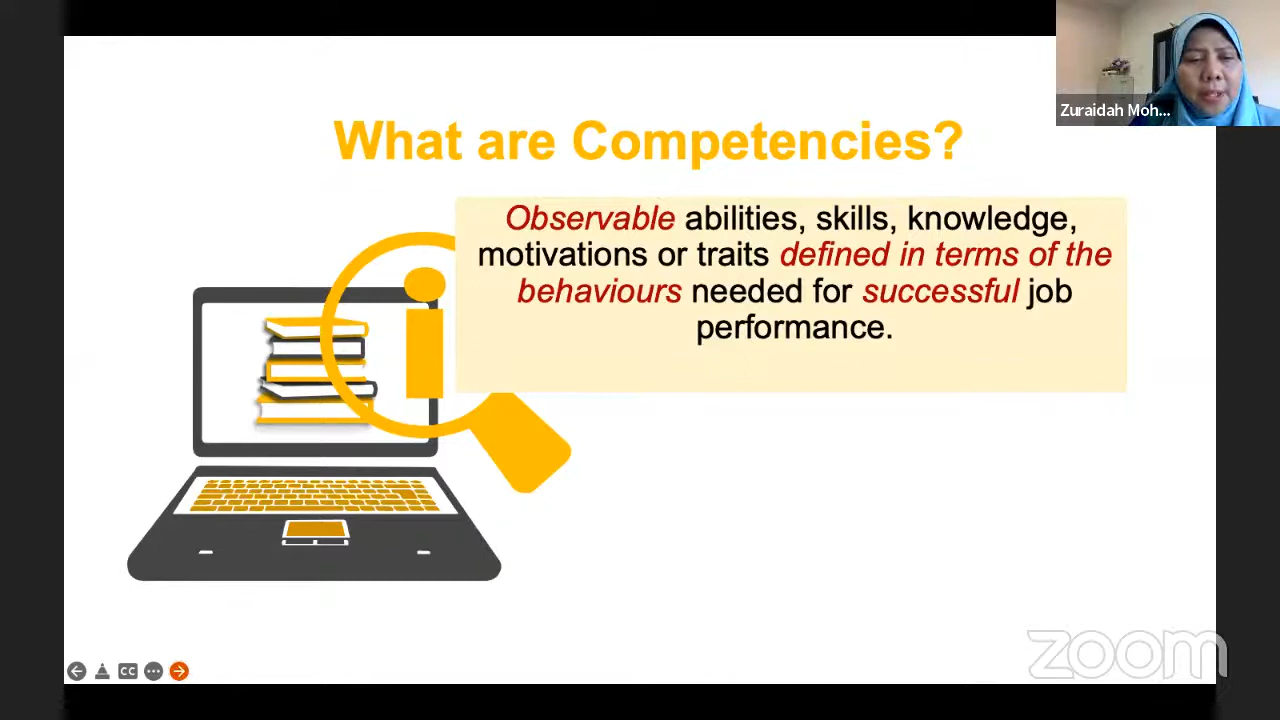 Zuraidah Moh...
What are Competencies?
Observable abilities, skills, knowledge,
motivations or traits defined in terms of the
behaviours needed for successful job
performance.
i
CC
zoom